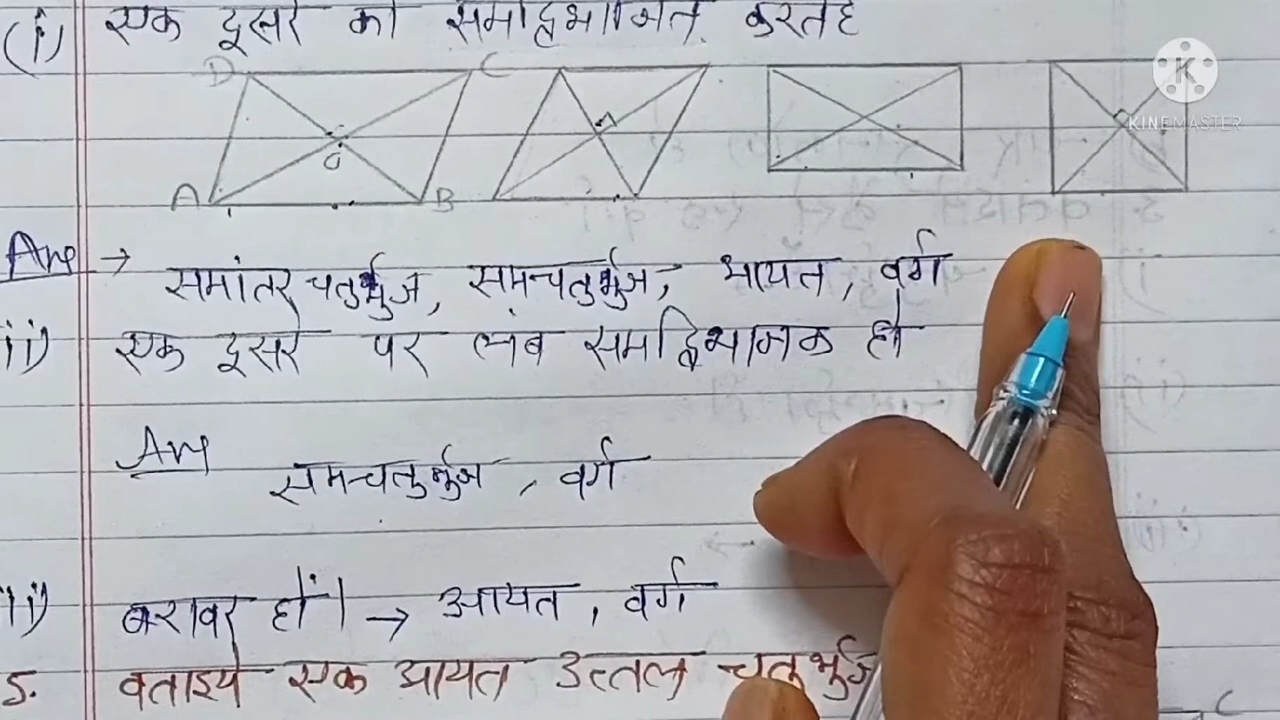 (i) एक दूसरे को समद्विभाजित करते है
D C
A O B
KINEMASTER
Ans → समांतर चतुर्भुज, समचतुर्भुज, आयत, वर्ग
ii) एक दूसरे पर लंब समद्विभाजक हो
Ans समचतुर्भुज, वर्ग
ii) बराबर हों। → आयत, वर्ग
5. बताइये एक आयत उत्तल चतुर्भुज
C